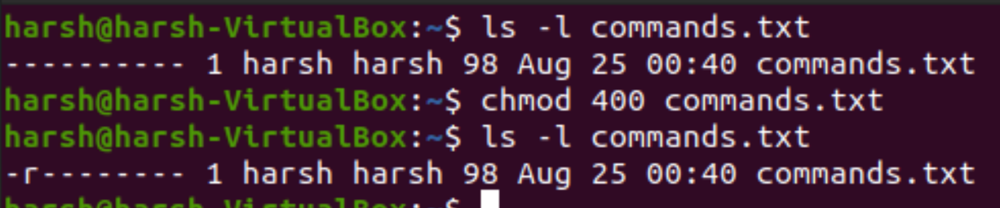 harsh@harsh-VirtualBox:~$ ls -l commands.txt
---------- 1 harsh harsh 98 Aug 25 00:40 commands.txt
harsh@harsh-VirtualBox:~$ chmod 400 commands.txt
harsh@harsh-VirtualBox:~$ ls -l commands.txt
-r-------- 1 harsh harsh 98 Aug 25 00:40 commands.txt
harsh@harsh-VirtualBox:~$